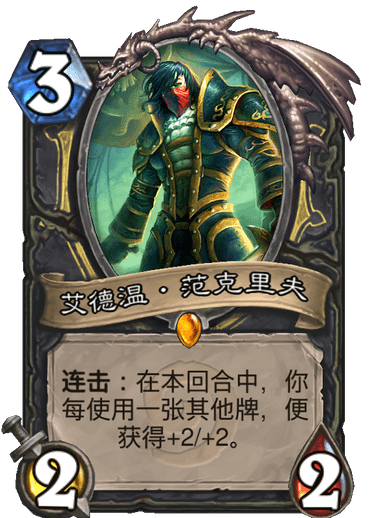 3
艾德温·范克里夫
连击：在本回合中，你
每使用一张其他牌，便
获得+2/+2。
2
2